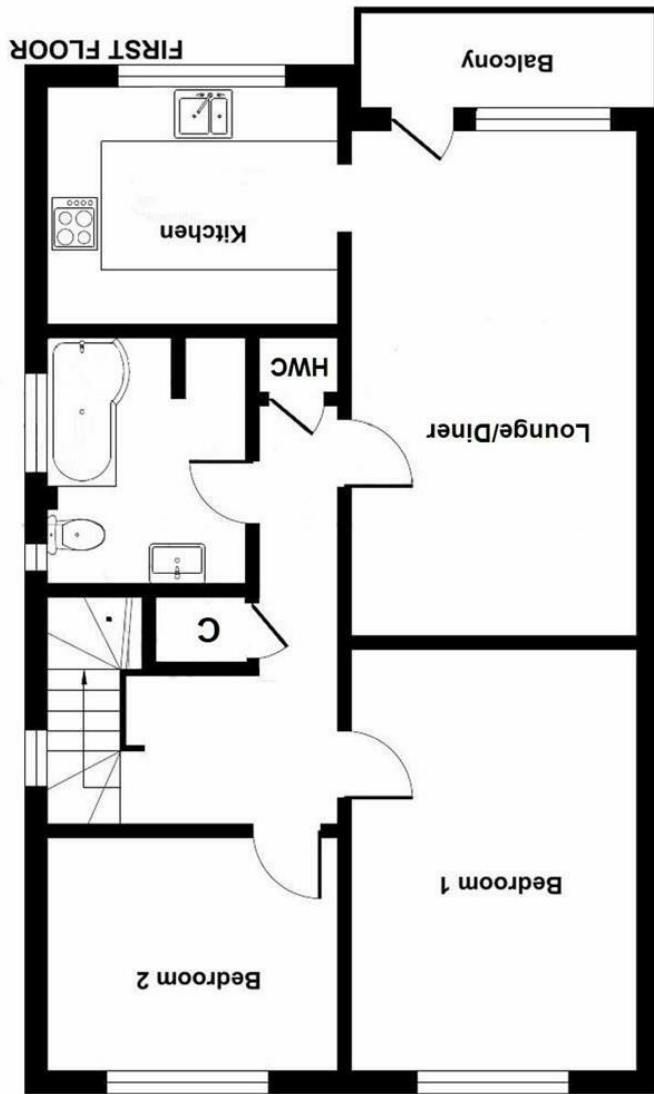 FIRST FLOOR
Balcony
Kitchen
HWC
Lounge/Diner
C
Bedroom 1
Bedroom 2